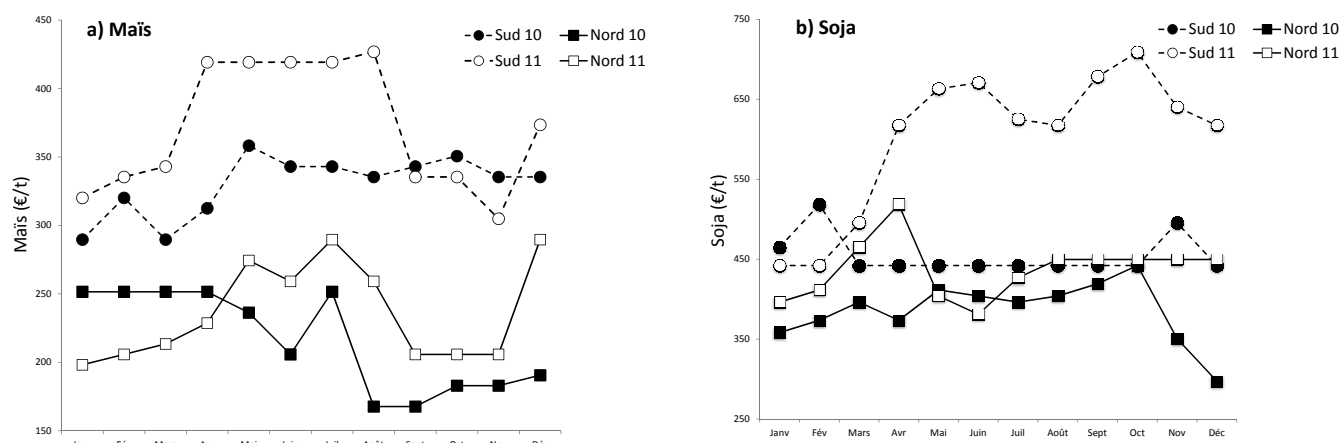 a) Maïs
Sud 10 Nord 10
Sud 11 Nord 11
450
400
350
300
250
200
150
Maïs (€/t)
b) Soja
Sud 10 Nord 10
Sud 11 Nord 11
750
650
550
450
350
250
Soja (€/t)
Janv Fév Mars Avr Mai Juin Juil Août Sept Oct Nov Déc